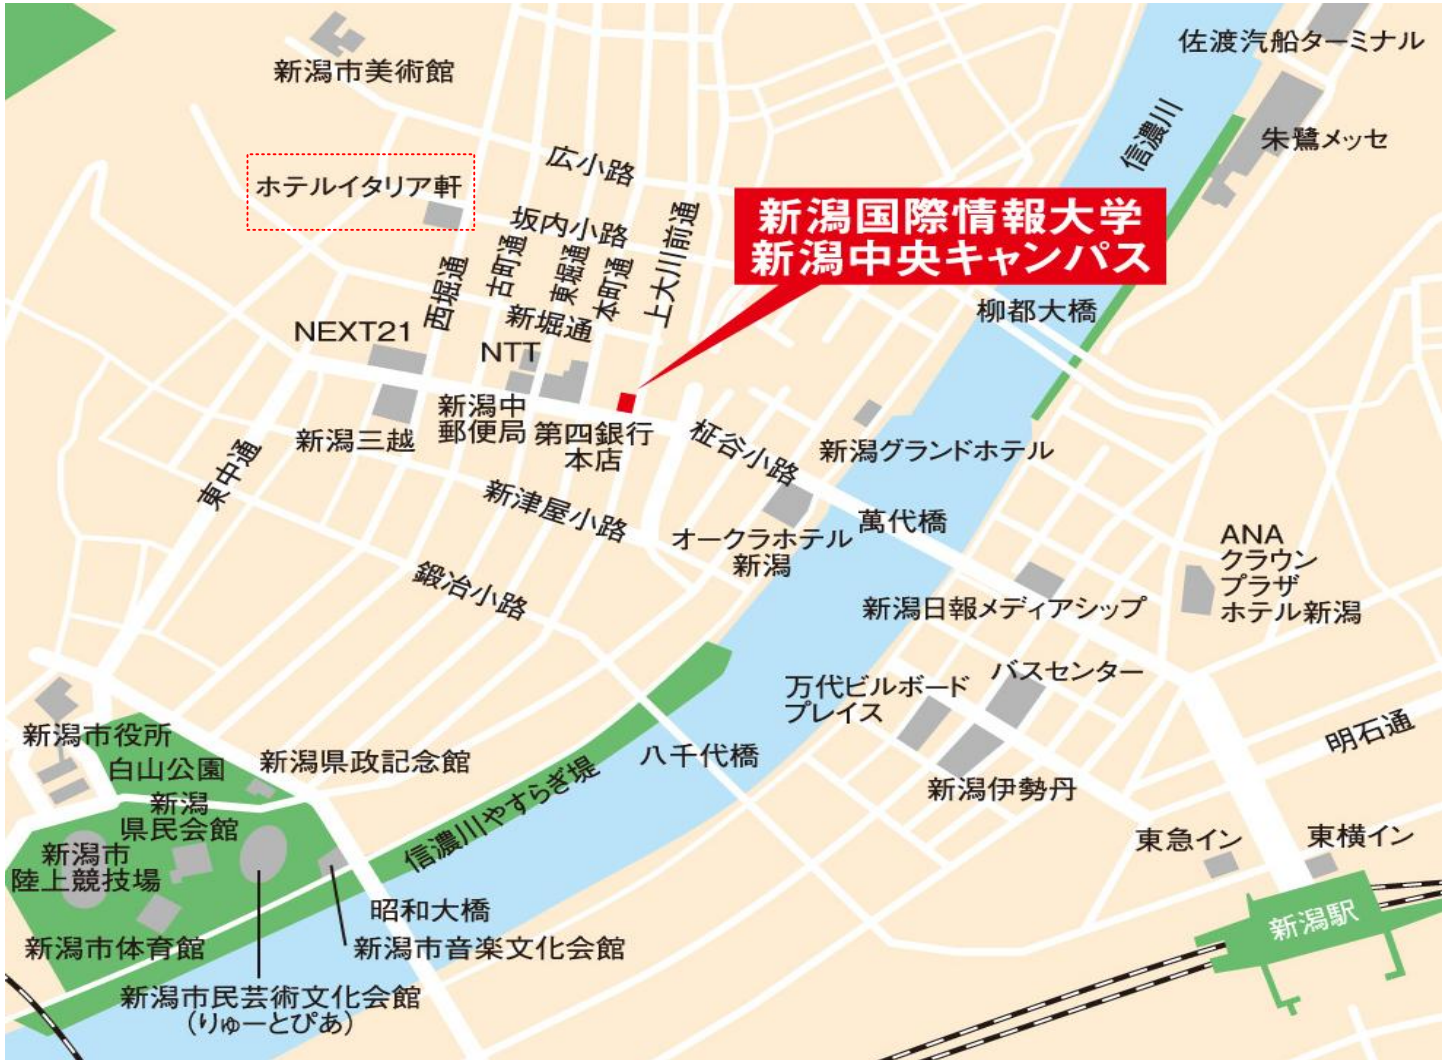 佐渡汽船ターミナル
新潟市美術館
信濃川
朱鷺メッセ
広小路
ホテルイタリア軒
新潟国際情報大学
新潟中央キャンパス
坂内小路
上大川前通
西堀通
古町通
東堀通
本町通
新堀通
柳都大橋
NEXT21
NTT
新潟中
郵便局
第四銀行
本店
新潟三越
柾谷小路
新潟グランドホテル
東中通
新津屋小路
オークラホテル
新潟
萬代橋
ANA
クラウン
プラザ
ホテル新潟
鍛冶小路
新潟日報メディアシップ
万代ビルボード
プレイス
バスセンター
新潟市役所
白山公園
新潟県政記念館
八千代橋
明石通
新潟伊勢丹
信濃川やすらぎ堤
新潟
県民会館
新潟市
陸上競技場
東急イン
東横イン
昭和大橋
新潟駅
新潟市体育館
新潟市音楽文化会館
新潟市民芸術文化会館
(りゅーとぴあ)